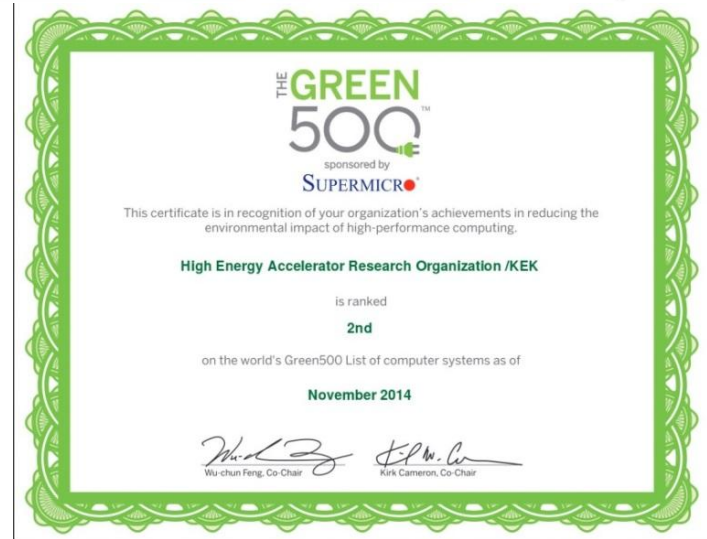 THE GREEN
500™
sponsored by
SUPERMICRO
This certificate is in recognition of your organization's achievements in reducing the
environmental impact of high-performance computing.
High Energy Accelerator Research Organization /KEK
is ranked
2nd
on the world's Green500 List of computer systems as of
November 2014
Wu-chun Feng, Co-Chair
Kirk Cameron, Co-Chair